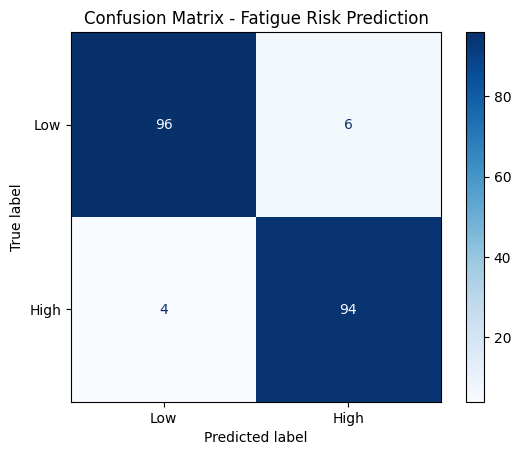 Confusion Matrix - Fatigue Risk Prediction
True label
Low
96
6
High
4
94
Low
High
Predicted label
80
60
40
20